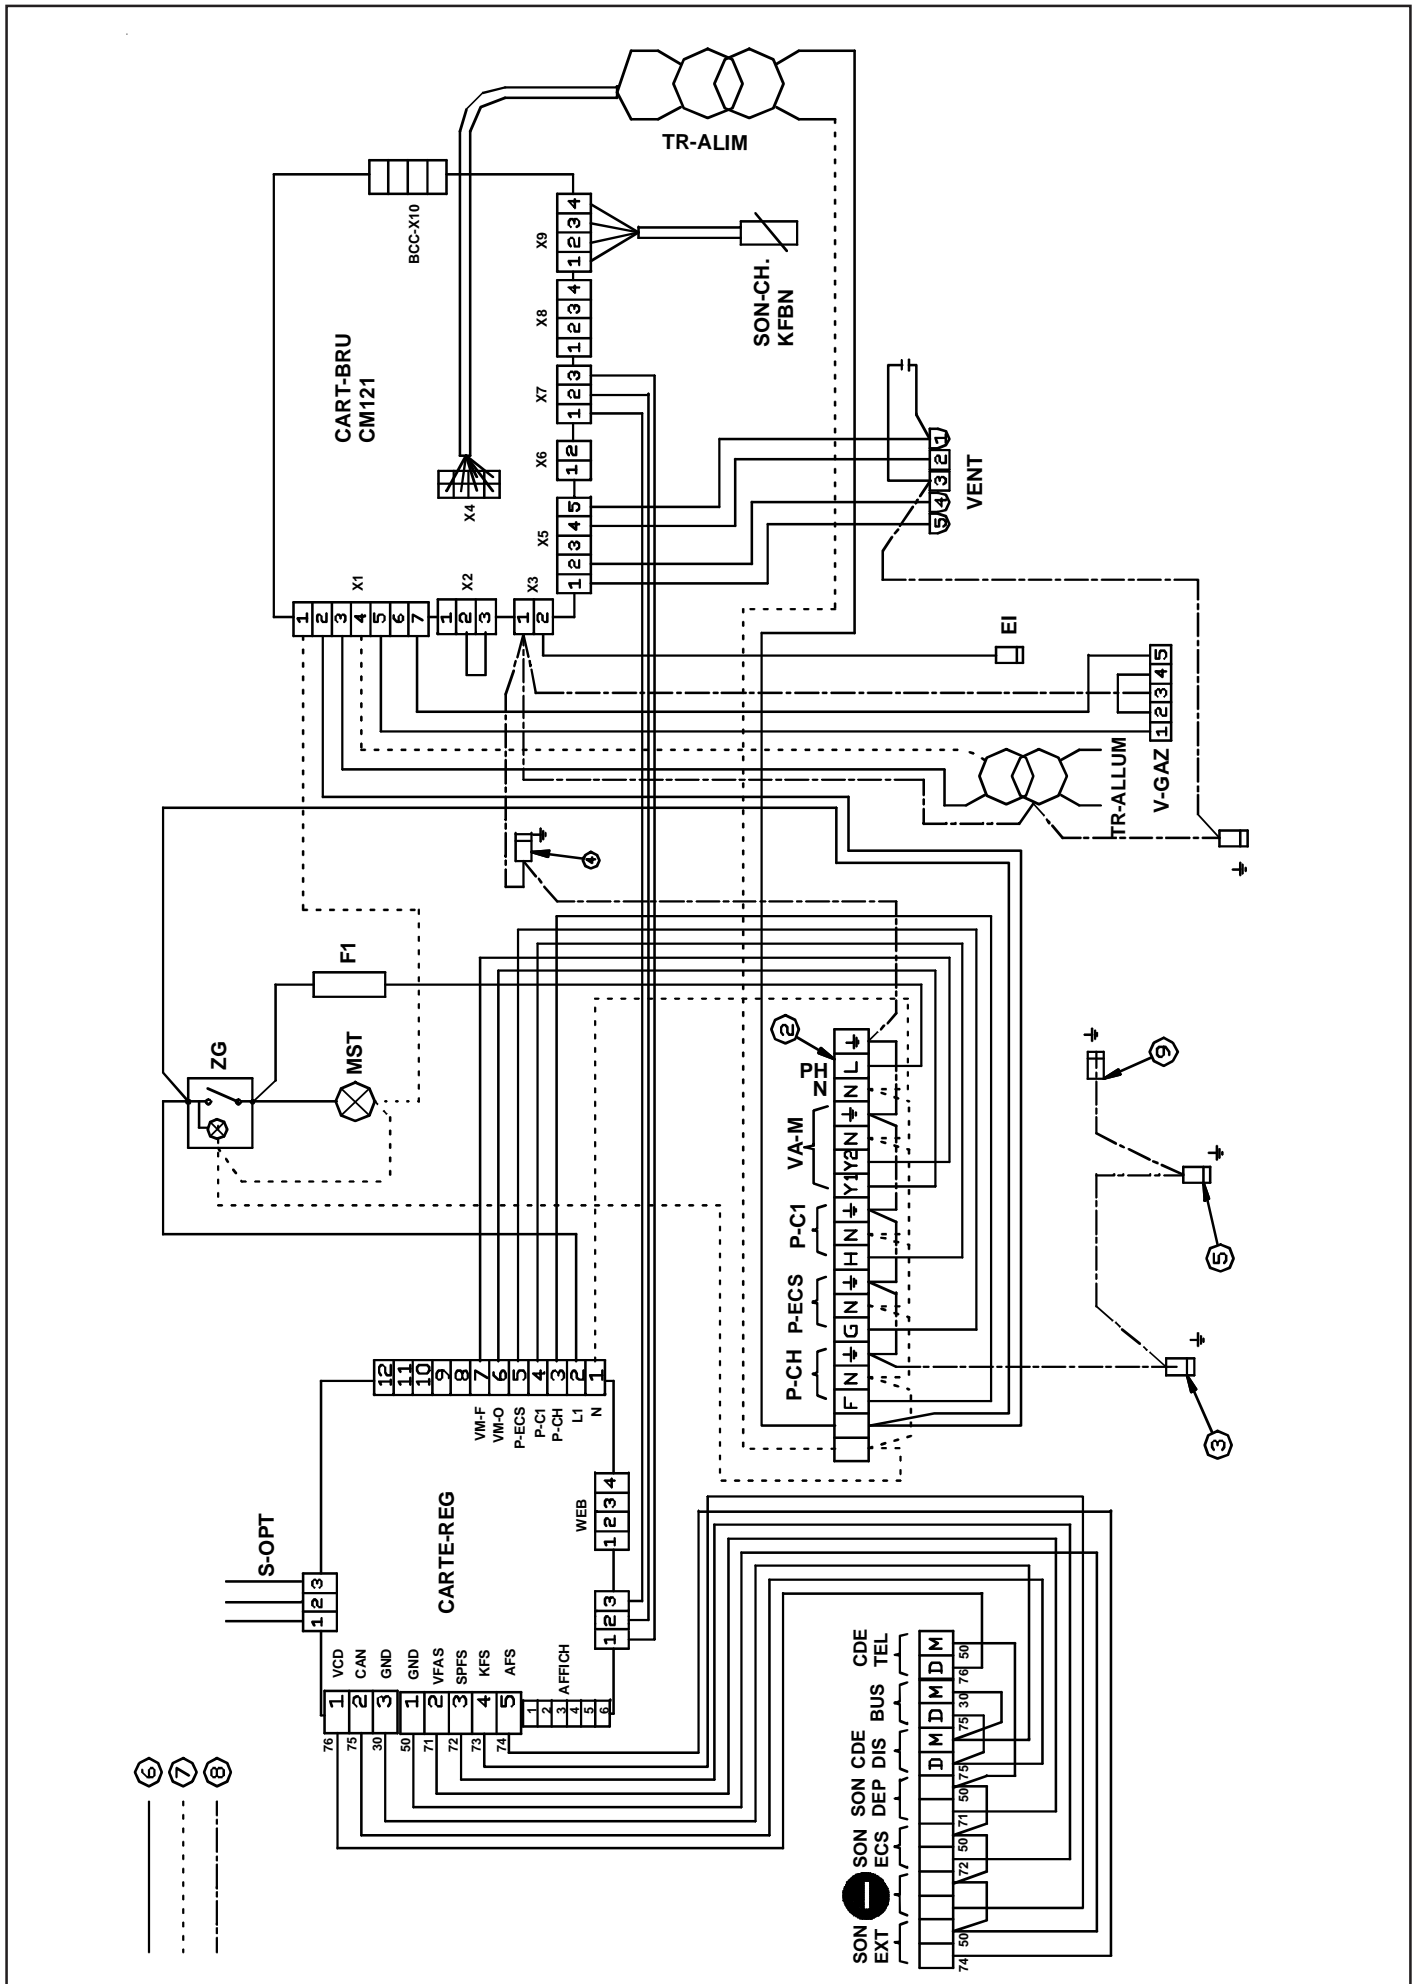 TR-ALIM
BCC-X10
CART-BRU
CM121
X4
X9
1 2 3 4
X8
1 2 3 4
X7
1 2 3
X6
1 2
X5
1 2 3 4 5
SON-CH.
KFBN
X1
1
2
3
4
5
6
7
X2
1
2
3
X3
1
2
VENT
5 4 3 2 1
EI
V-GAZ
1 2 3 4 5
TR-ALLUM
4
F1
ZG
MST
2
PH
N
VA-M
P-C1
P-ECS
P-CH
F N G N H N Y1 Y2 N N L
9
5
3
S-OPT
1 2 3
CARTE-REG
12
11
10
9
8
7
6
5
4
3
2
1
VM-F
VM-O
P-ECS
P-C1
P-CH
L1
N
WEB
1 2 3 4
1 2 3
VCD
CAN
GND
1
2
3
76
75
30
GND
VFAS
SPFS
KFS
AFS
1
2
3
4
5
50
71
72
73
74
AFFICH
1
2
3
4
5
6
6
7
8
CDE
TEL
BUS
CDE
DIS
SON
DEP
SON
ECS
SON
EXT
D M D M D M
74 50 72 50 71 50 75 75 30 76 50